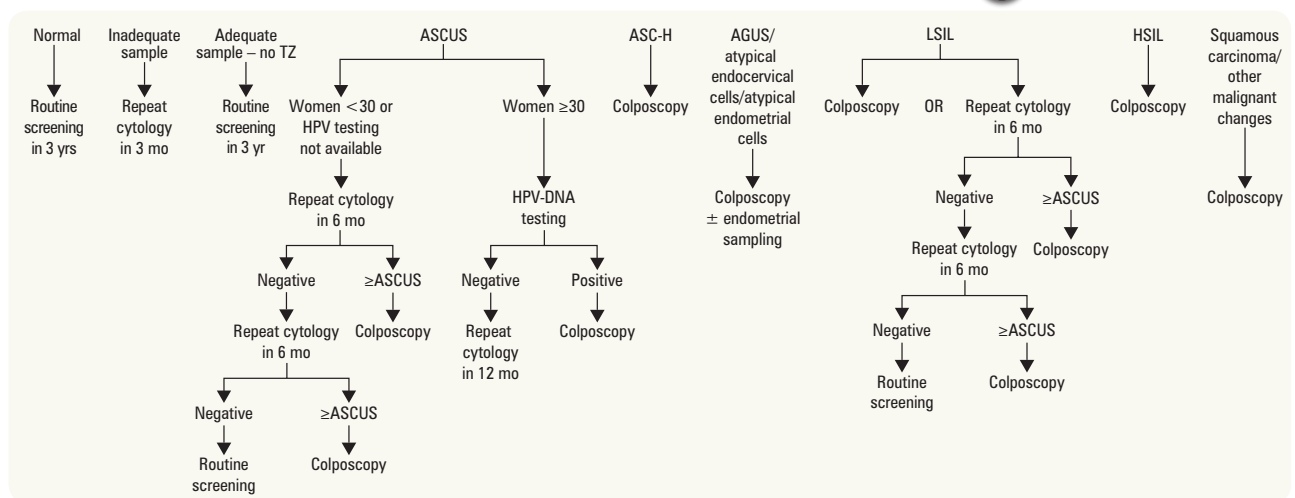 Normal
Routine
screening
in 3 yrs
Inadequate
sample
Repeat
cytology
in 3 mo
Adequate
sample – no TZ
Routine
screening
in 3 yr
ASCUS
Women <30 or
HPV testing
not available
Repeat cytology
in 6 mo
Negative
≥ASCUS
Repeat cytology
in 6 mo
Colposcopy
Negative
≥ASCUS
Routine
screening
Colposcopy
Women ≥30
HPV-DNA
testing
Negative
Positive
Repeat
cytology
in 12 mo
Colposcopy
ASC-H
Colposcopy
AGUS/
atypical
endocervical
cells/atypical
endometrial
cells
Colposcopy
± endometrial
sampling
LSIL
Colposcopy
OR
Repeat cytology
in 6 mo
Negative
≥ASCUS
Repeat cytology
in 6 mo
Colposcopy
Negative
≥ASCUS
Routine
screening
Colposcopy
HSIL
Colposcopy
Squamous
carcinoma/
other
malignant
changes
Colposcopy